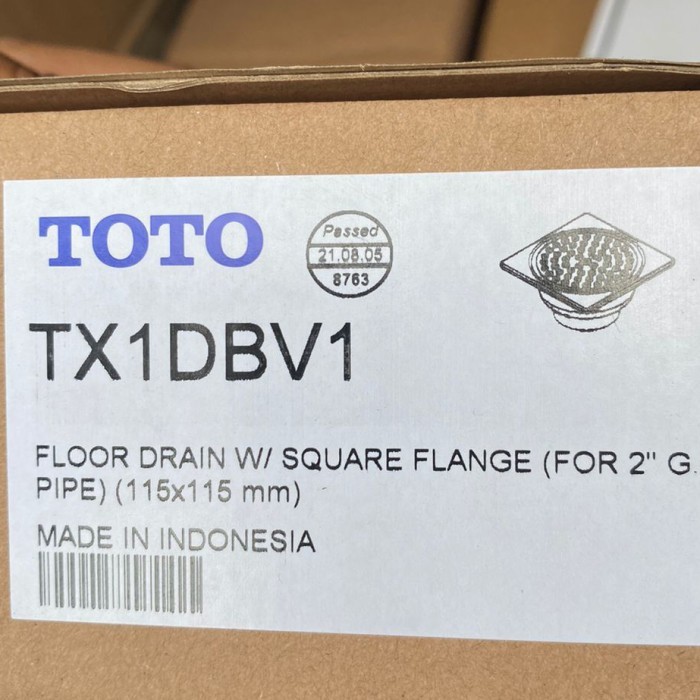 TOTO
Passed
21.08.05
8763
TX1DBV1
FLOOR DRAIN W/ SQUARE FLANGE (FOR 2" G.
PIPE) (115x115 mm)
MADE IN INDONESIA